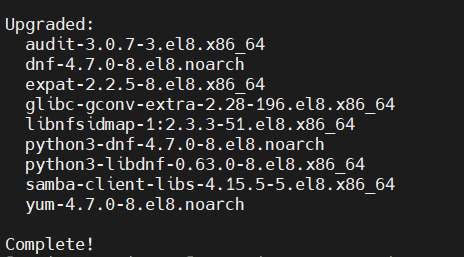 Upgraded:
audit-3.0.7-3.el8.x86_64
dnf-4.7.0-8.el8.noarch
expat-2.2.5-8.el8.x86_64
glibc-gconv-extra-2.28-196.el8.x86_64
libnfsidmap-1:2.3.3-51.el8.x86_64
python3-dnf-4.7.0-8.el8.noarch
python3-libdnf-0.63.0-8.el8.x86_64
samba-client-libs-4.15.5-5.el8.x86_64
yum-4.7.0-8.el8.noarch
Complete!